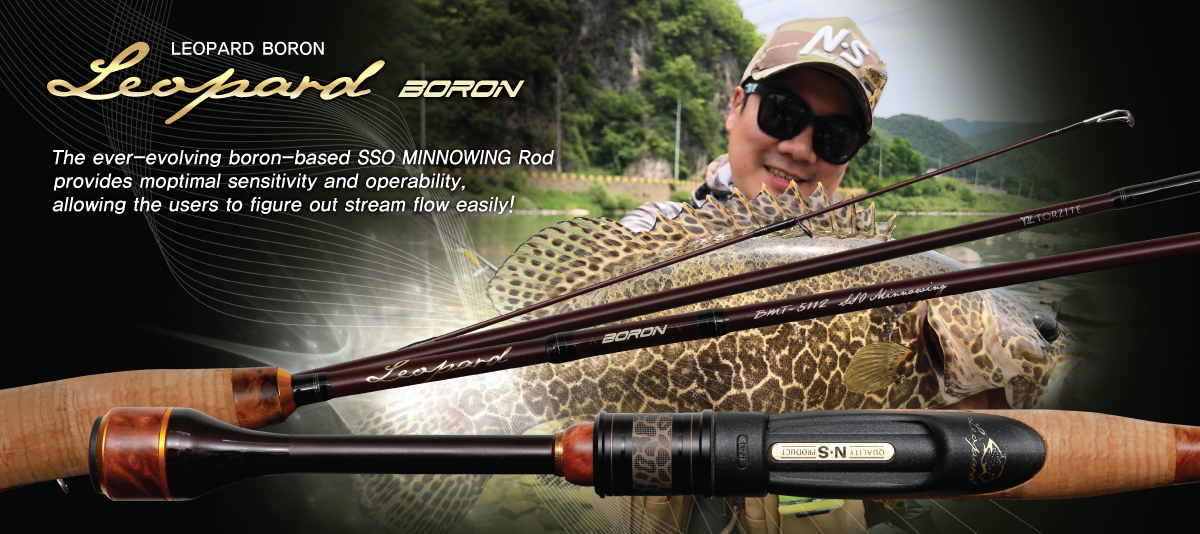 LEOPARD BORON
Leopard BORON
The ever-evolving boron-based SSO MINNOWING Rod
provides moptimal sensitivity and operability,
allowing the users to figure out stream flow easily!
N·S
TORZITE
BMT-5112 SSO Minnowing
BORON
Leopard
QUALITY N·S PRODUCT
Leopard